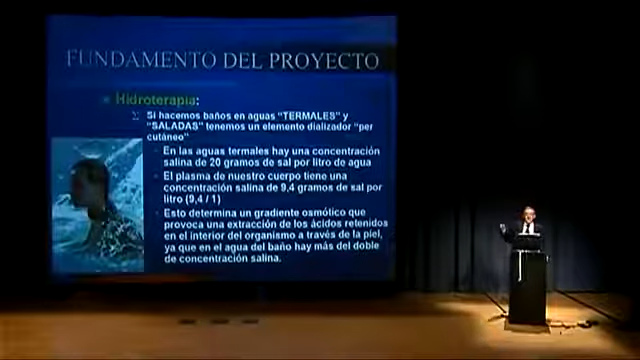 FUNDAMENTO DEL PROYECTO
Hidroterapia:
Si hacemos baños en aguas "TERMALES" y
"SALADAS" tenemos un elemento dializador "per
cutáneo"
En las aguas termales hay una concentración
salina de 20 gramos de sal por litro de agua
El plasma de nuestro cuerpo tiene una
concentración salina de 9,4 gramos de sal por
litro (9,4 / 1)
Esto determina un gradiente osmótico que
provoca una extracción de los ácidos retenidos
en el interior del organismo a través de la piel,
ya que en el agua del baño hay más del doble
de concentración salina.